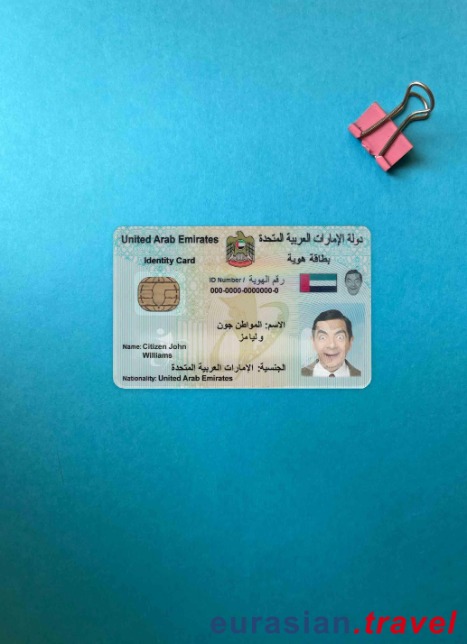 United Arab Emirates دولة الإمارات العربية المتحدة
Identity Card بطاقة هوية
ID Number / رقم الهوية
000-0000-0000000-0
الاسم: المواطن جون
وليامز
Name: Citizen John
Williams
الجنسية: الإمارات العربية المتحدة
Nationality: United Arab Emirates
eurasian.travel